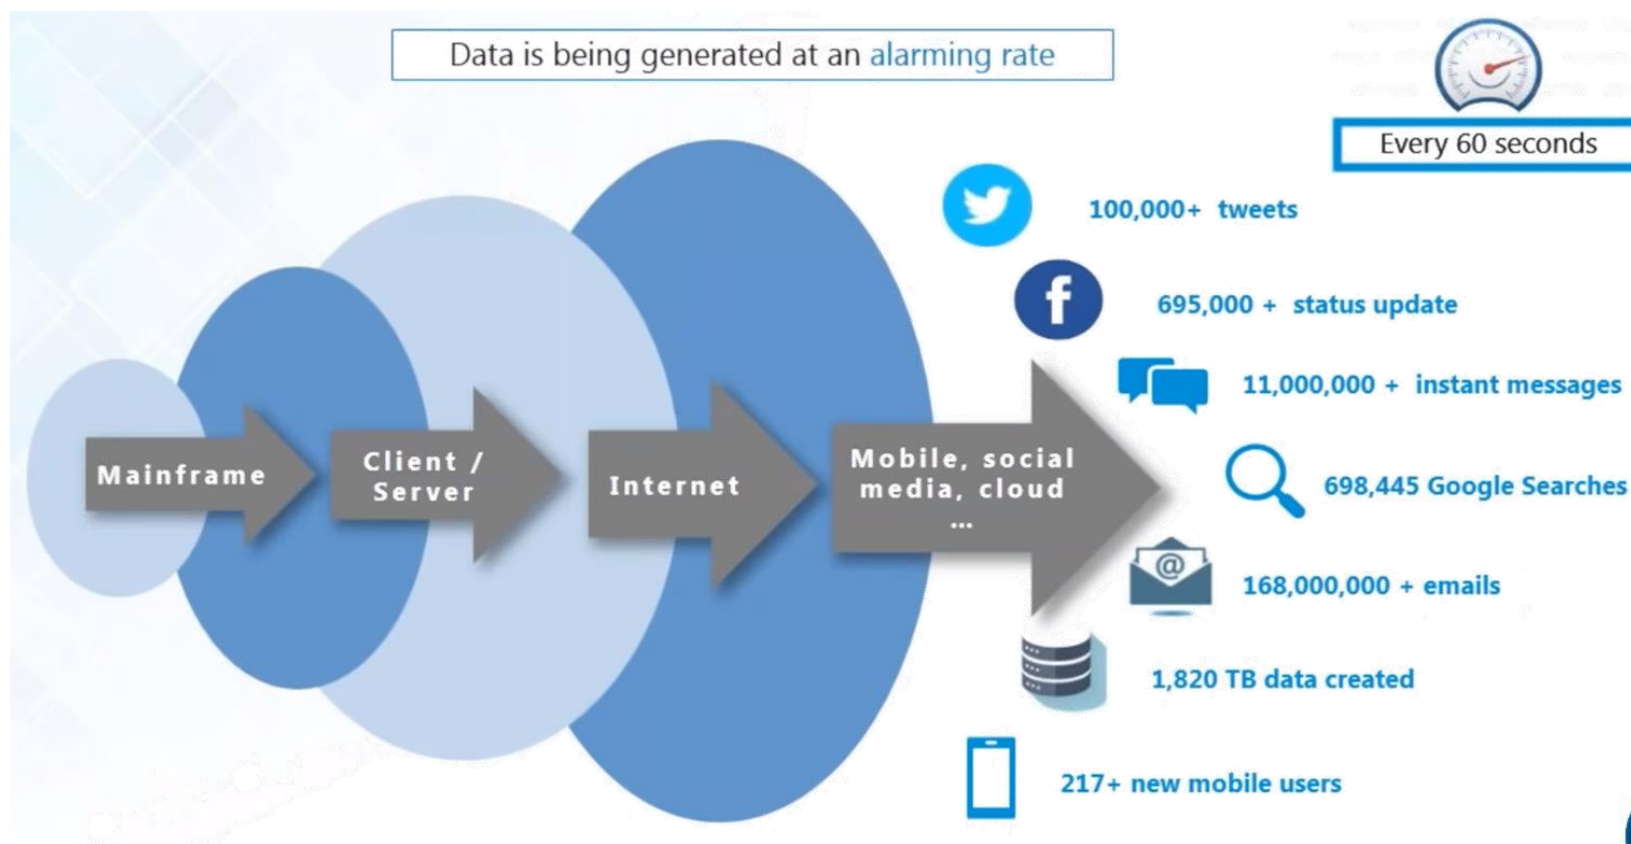 Data is being generated at an alarming rate
Every 60 seconds
100,000+ tweets
695,000 + status update
11,000,000 + instant messages
698,445 Google Searches
168,000,000 + emails
1,820 TB data created
217+ new mobile users
Mainframe
Client /
Server
Internet
Mobile, social
media, cloud
...